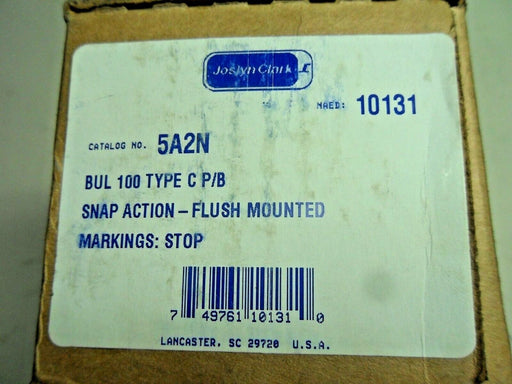 Joslyn Clark
NAED: 10131
CATALOG NO. 5A2N
BUL 100 TYPE C P/B
SNAP ACTION – FLUSH MOUNTED
MARKINGS: STOP
7 49761 10131 0
LANCASTER, SC 29720 U.S.A.